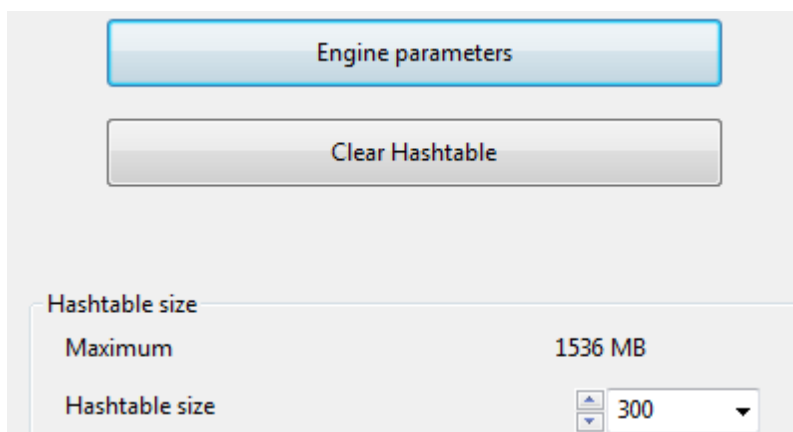 Engine parameters
Clear Hashtable
Hashtable size
Maximum 1536 MB
Hashtable size 300